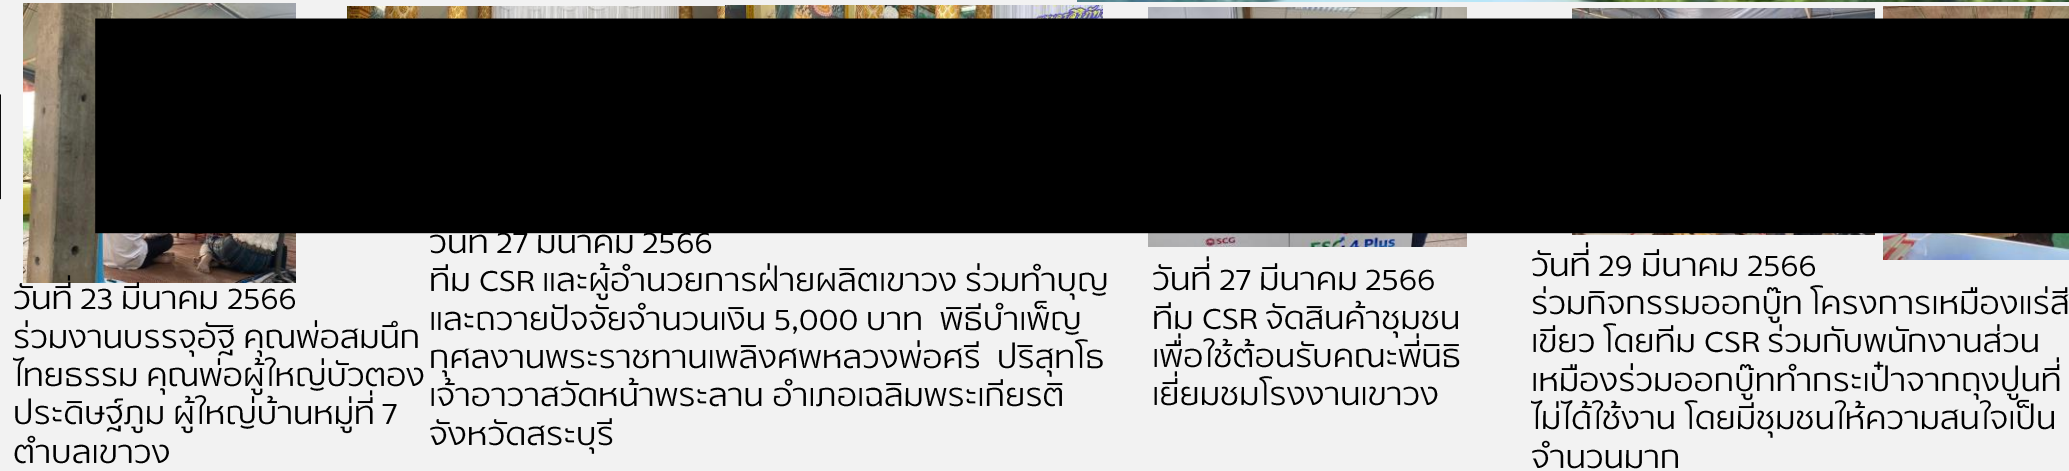 SCG
ESG 4 Plus
วันที่ 23 มีนาคม 2566
ร่วมงานบรรจุอัฐิ คุณพ่อสมนึก
ไทยธรรม คุณพ่อผู้ใหญ่บัวตอง
ประดิษฐ์ภูม ผู้ใหญ่บ้านหมู่ที่ 7
ตำบลเขาวง
วันที่ 27 มีนาคม 2566
ทีม CSR และผู้อำนวยการฝ่ายผลิตเขาวง ร่วมทำบุญ
และถวายปัจจัยจำนวนเงิน 5,000 บาท พิธีบำเพ็ญ
กุศลงานพระราชทานเพลิงศพหลวงพ่อศรี ปริสุทโธ
เจ้าอาวาสวัดหน้าพระลาน อำเภอเฉลิมพระเกียรติ
จังหวัดสระบุรี
วันที่ 27 มีนาคม 2566
ทีม CSR จัดสินค้าชุมชน
เพื่อใช้ต้อนรับคณะพี่นิธิ
เยี่ยมชมโรงงานเขาวง
วันที่ 29 มีนาคม 2566
ร่วมกิจกรรมออกบู๊ท โครงการเหมืองแร่สี
เขียว โดยทีม CSR ร่วมกับพนักงานส่วน
เหมืองร่วมออกบู๊ททำกระเป๋าจากถุงปูนที่
ไม่ได้ใช้งาน โดยมีชุมชนให้ความสนใจเป็น
จำนวนมาก